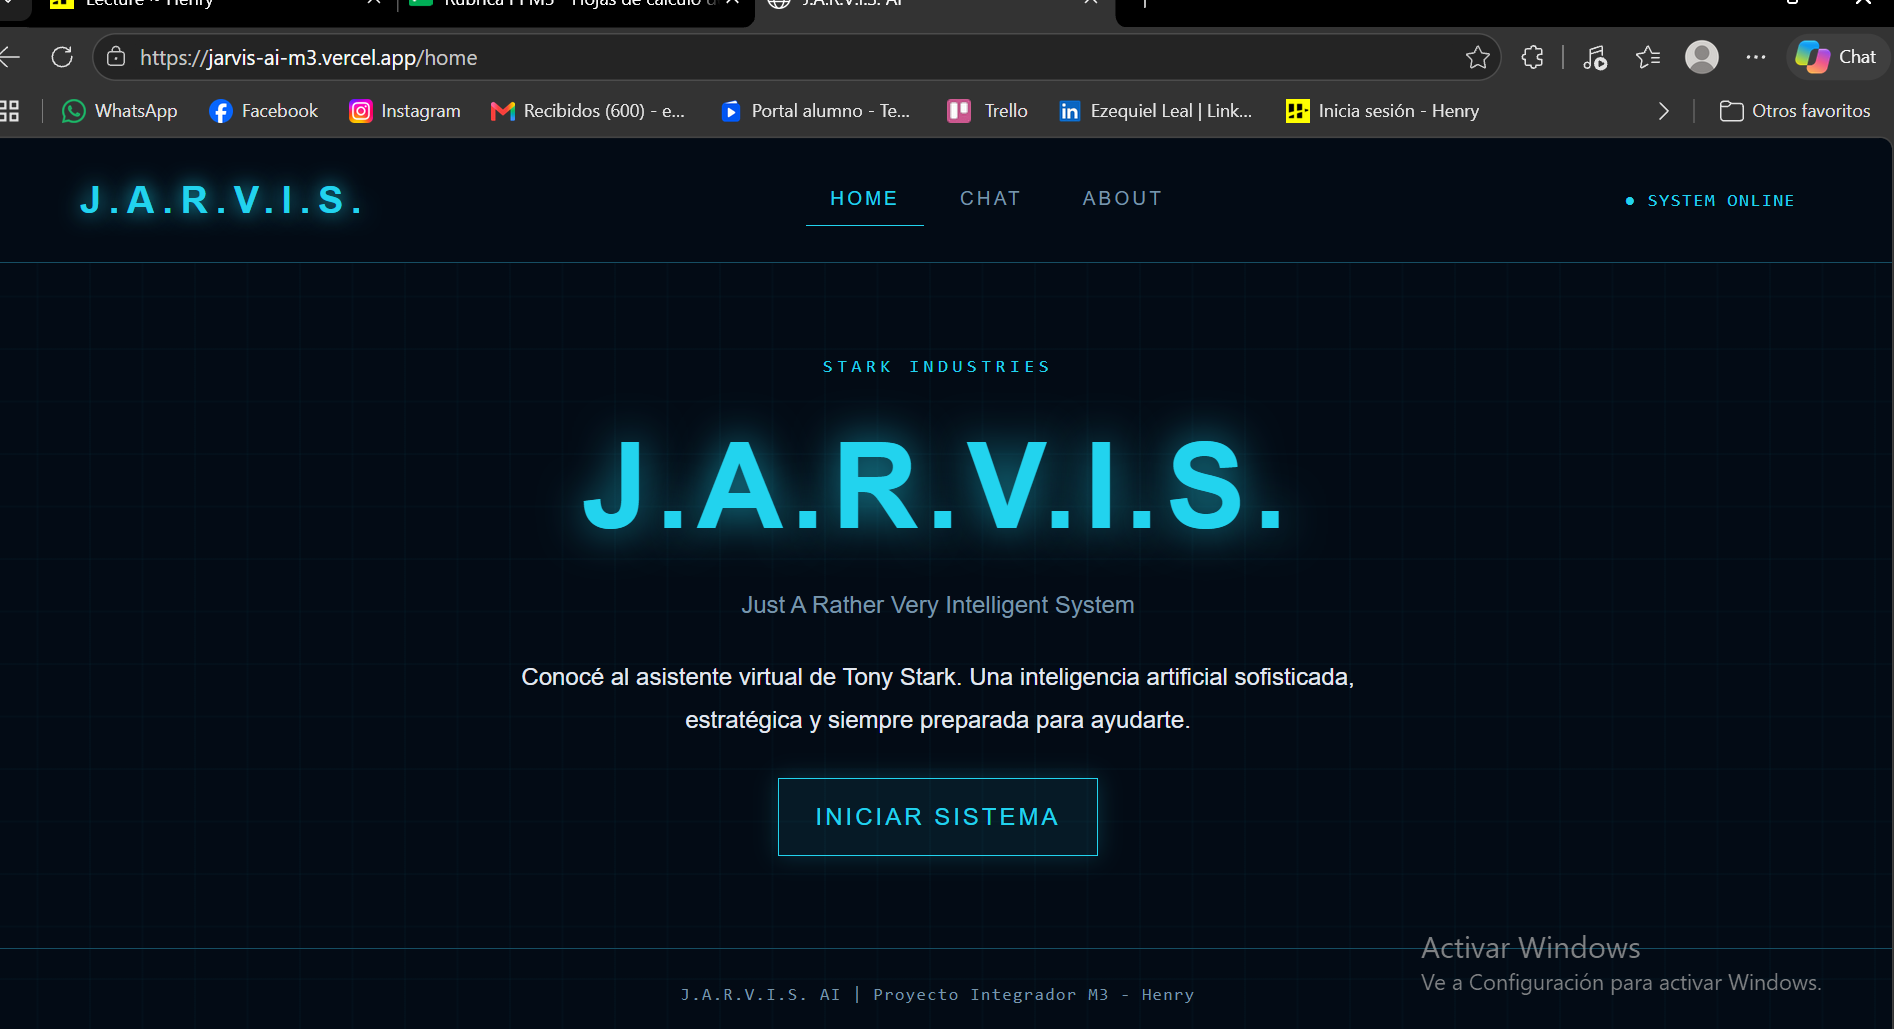 https://jarvis-ai-m3.vercel.app/home
Chat
WhatsApp
Facebook
Instagram
Recibidos (600) - e...
Portal alumno - Te...
Trello
Ezequiel Leal | Link...
Inicia sesión - Henry
Otros favoritos
J.A.R.V.I.S.
HOME
CHAT
ABOUT
SYSTEM ONLINE
STARK INDUSTRIES
J.A.R.V.I.S.
Just A Rather Very Intelligent System
Conocé al asistente virtual de Tony Stark. Una inteligencia artificial sofisticada,
estratégica y siempre preparada para ayudarte.
INICIAR SISTEMA
Activar Windows
Ve a Configuración para activar Windows.
J.A.R.V.I.S. AI | Proyecto Integrador M3 - Henry